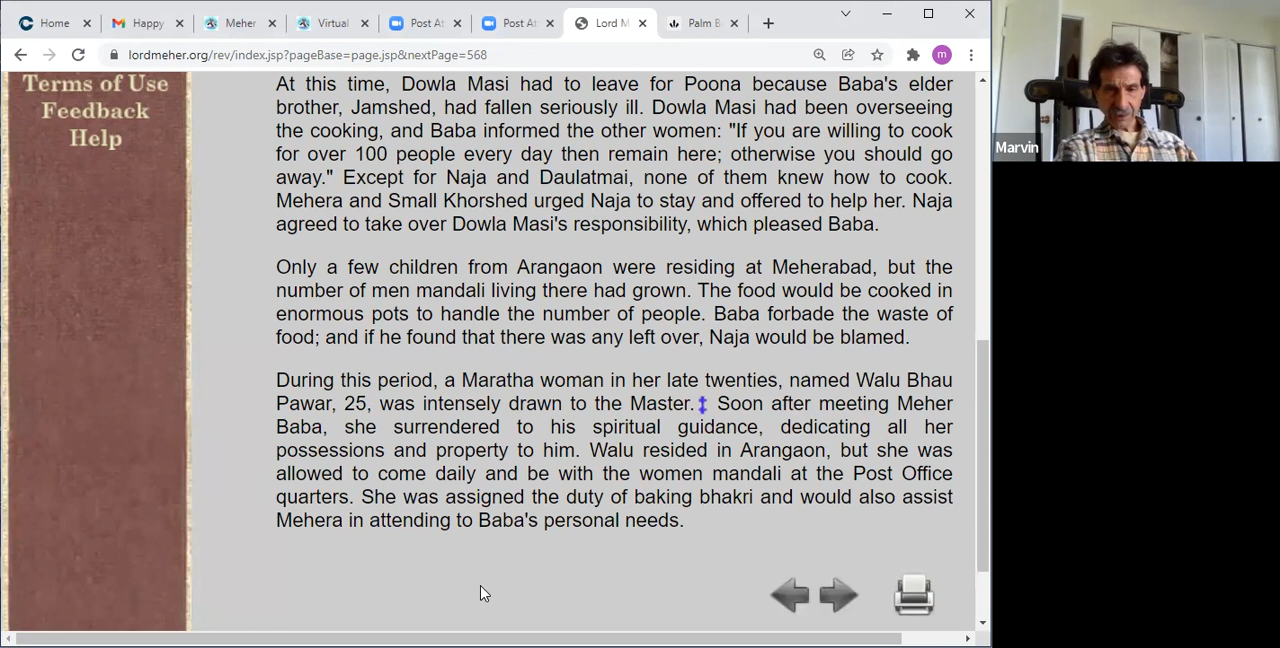 Home
Happy
Meher
Virtual
Post At
Post At
Lord M
Palm B
lordmeher.org/rev/index.jsp?pageBase=page.jsp&nextPage=568
m
Terms of Use
Feedback
Help
At this time, Dowla Masi had to leave for Poona because Baba's elder
brother, Jamshed, had fallen seriously ill. Dowla Masi had been overseeing
the cooking, and Baba informed the other women: "If you are willing to cook
for over 100 people every day then remain here; otherwise you should go
away." Except for Naja and Daulatmai, none of them knew how to cook.
Mehera and Small Khorshed urged Naja to stay and offered to help her. Naja
agreed to take over Dowla Masi's responsibility, which pleased Baba.
Only a few children from Arangaon were residing at Meherabad, but the
number of men mandali living there had grown. The food would be cooked in
enormous pots to handle the number of people. Baba forbade the waste of
food; and if he found that there was any left over, Naja would be blamed.
During this period, a Maratha woman in her late twenties, named Walu Bhau
Pawar, 25, was intensely drawn to the Master.‡ Soon after meeting Meher
Baba, she surrendered to his spiritual guidance, dedicating all her
possessions and property to him. Walu resided in Arangaon, but she was
allowed to come daily and be with the women mandali at the Post Office
quarters. She was assigned the duty of baking bhakri and would also assist
Mehera in attending to Baba's personal needs.
Marvin